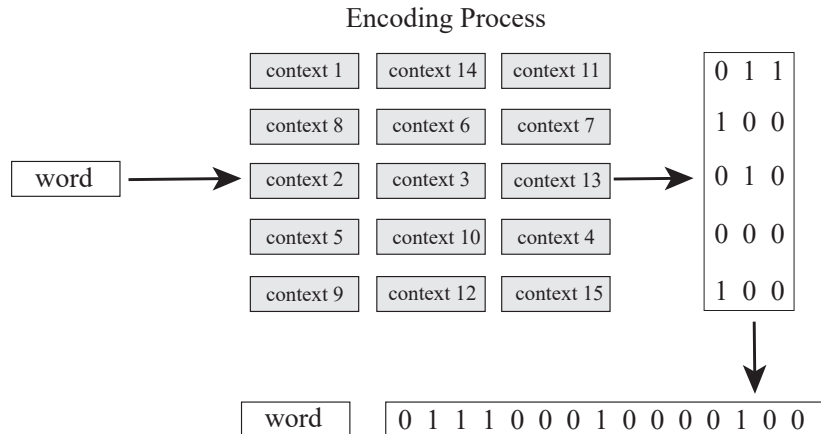 Encoding Process
context 1 context 14 context 11 0 1 1
context 8 context 6 context 7 1 0 0
word context 2 context 3 context 13 0 1 0
context 5 context 10 context 4 0 0 0
context 9 context 12 context 15 1 0 0
word 0 1 1 1 0 0 0 1 0 0 0 0 1 0 0